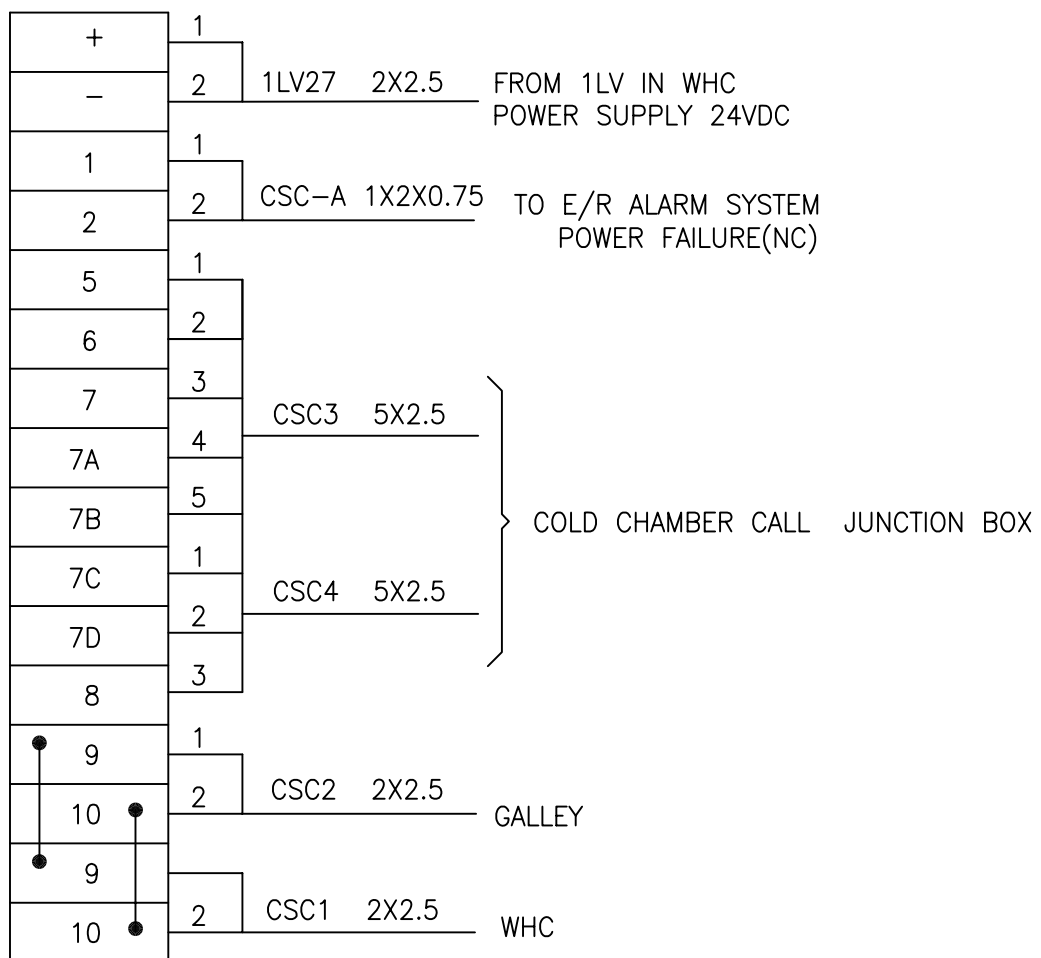 + 1
- 2 1LV27 2X2.5 FROM 1LV IN WHC
POWER SUPPLY 24VDC
1 1
2 2 CSC-A 1X2X0.75 TO E/R ALARM SYSTEM
POWER FAILURE(NC)
5 1
6 2
7 3
CSC3 5X2.5
7A 4
7B 5
COLD CHAMBER CALL JUNCTION BOX
7C 1
CSC4 5X2.5
7D 2
8 3
9 1
10 2 CSC2 2X2.5 GALLEY
9
10 2 CSC1 2X2.5 WHC